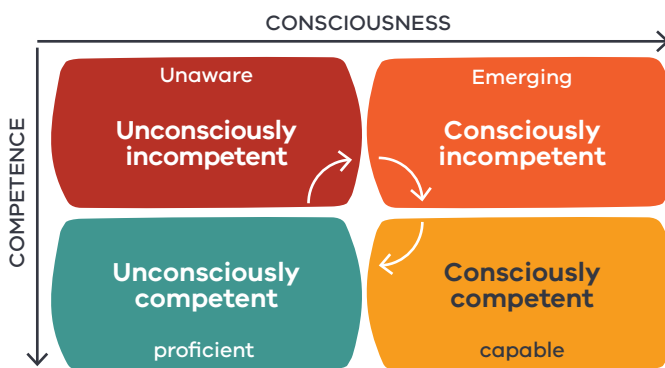 CONSCIOUSNESS
COMPETENCE
Unaware
Unconsciously
incompetent
Emerging
Consciously
incompetent
Unconsciously
competent
proficient
Consciously
competent
capable